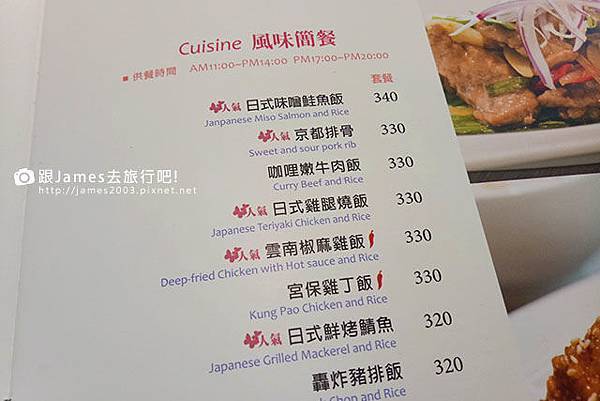 Cuisine 風味簡餐
供餐時間 AM11:00~PM14:00 PM17:00~PM20:00
套餐
人氣 日式味噌鮭魚飯 340
Janpanese Miso Salmon and Rice
人氣 京都排骨 330
Sweet and sour pork rib
咖哩嫩牛肉飯 330
Curry Beef and Rice
人氣 日式雞腿燒飯 330
Japanese Teriyaki Chicken and Rice
人氣 雲南椒麻雞飯 330
Deep-fried Chicken with Hot sauce and Rice
宮保雞丁飯 330
Kung Pao Chicken and Rice
人氣 日式鮮烤鯖魚 320
Japanese Grilled Mackerel and Rice
轟炸豬排飯 320
Chop and Rice
跟James去旅行吧!
http://james2003.pixnet.net